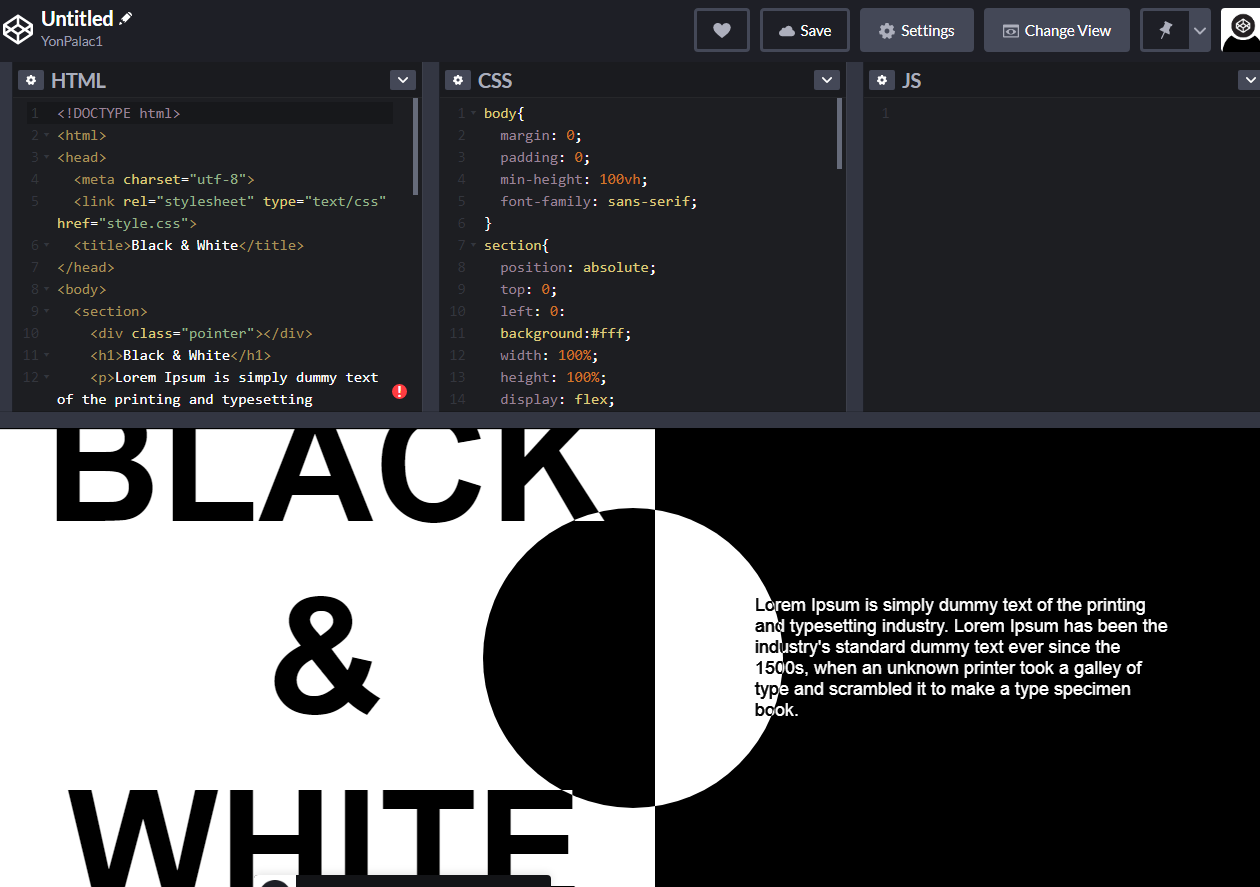 Untitled
YonPalac1
Save
Settings
Change View
HTML
1 <!DOCTYPE html>
2 <html>
3 <head>
4 <meta charset="utf-8">
5 <link rel="stylesheet" type="text/css"
href="style.css">
6 <title>Black & White</title>
7 </head>
8 <body>
9 <section>
10 <div class="pointer"></div>
11 <h1>Black & White</h1>
12 <p>Lorem Ipsum is simply dummy text
of the printing and typesetting
CSS
1 body{
2 margin: 0;
3 padding: 0;
4 min-height: 100vh;
5 font-family: sans-serif;
6 }
7 section{
8 position: absolute;
9 top: 0;
10 left: 0:
11 background:#fff;
12 width: 100%;
13 height: 100%;
14 display: flex;
JS
1
BLACK
&
WHITE
Lorem Ipsum is simply dummy text of the printing
and typesetting industry. Lorem Ipsum has been the
industry's standard dummy text ever since the
1500s, when an unknown printer took a galley of
type and scrambled it to make a type specimen
book.